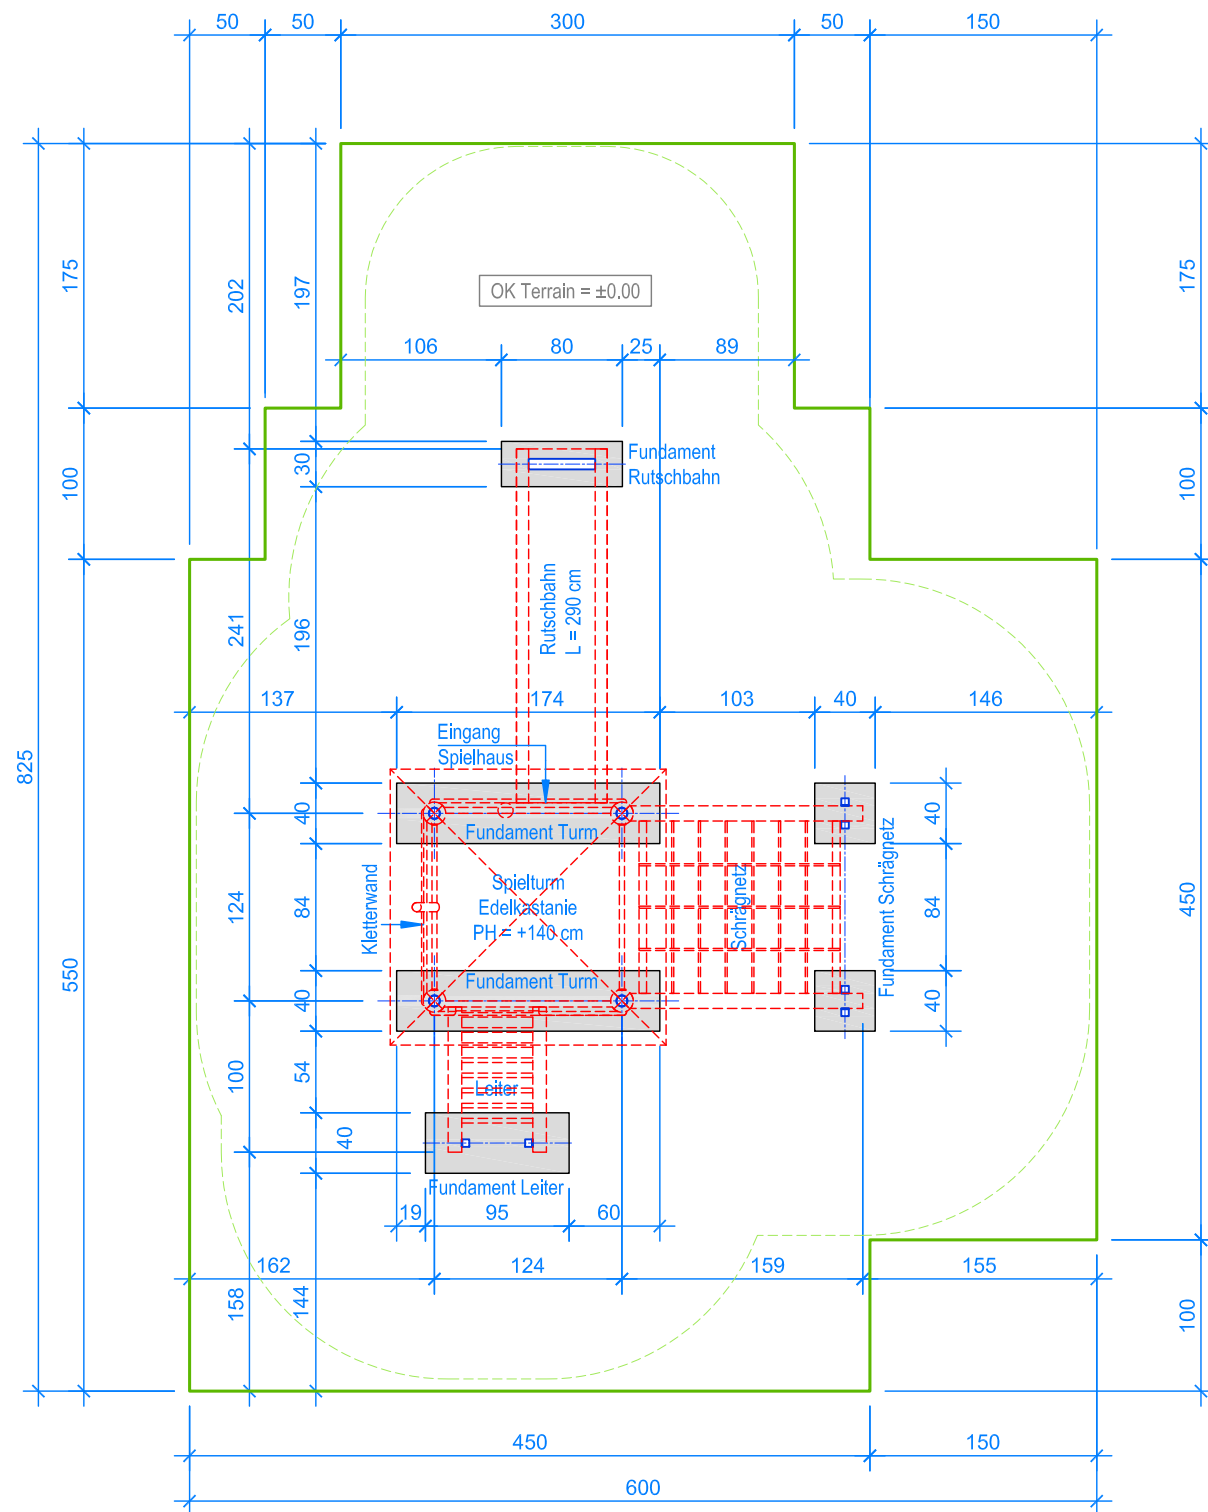 50
50
300
50
150
175
202
197
175
OK Terrain = ±0.00
106
80
25
89
100
30
Fundament
Rutschbahn
100
241
196
Rutschbahn
L = 290 cm
137
174
103
40
146
825
Eingang
Spielhaus
40
Fundament Turm
40
550
124
84
Kletterwand
Spielturm
Edelkastanie
PH = +140 cm
Schrägnetz
84
Fundament Schrägnetz
450
40
Fundament Turm
40
100
54
Leiter
40
Fundament Leiter
19
95
60
162
124
159
155
158
144
100
450
150
600